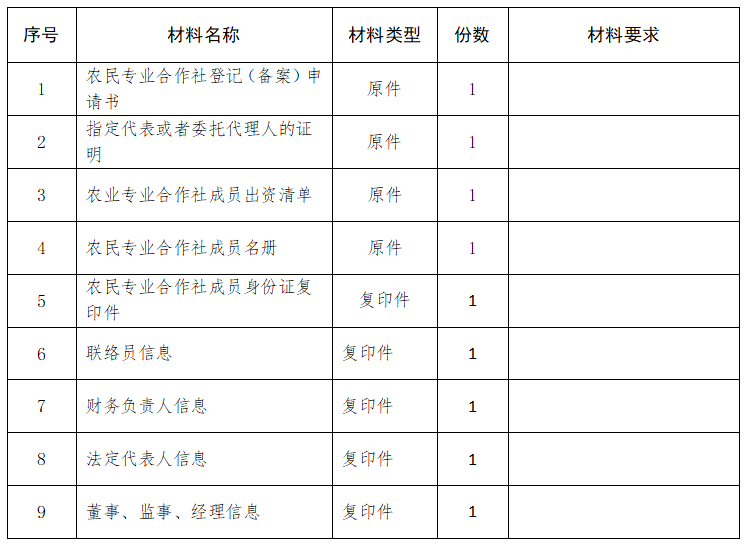 序号 材料名称 材料类型 份数 材料要求
1 农民专业合作社登记（备案）申
请书 原件 1
2 指定代表或者委托代理人的证
明 原件 1
3 农业专业合作社成员出资清单 原件 1
4 农民专业合作社成员名册 原件 1
5 农民专业合作社成员身份证复
印件 复印件 1
6 联络员信息 复印件 1
7 财务负责人信息 复印件 1
8 法定代表人信息 复印件 1
9 董事、监事、经理信息 复印件 1